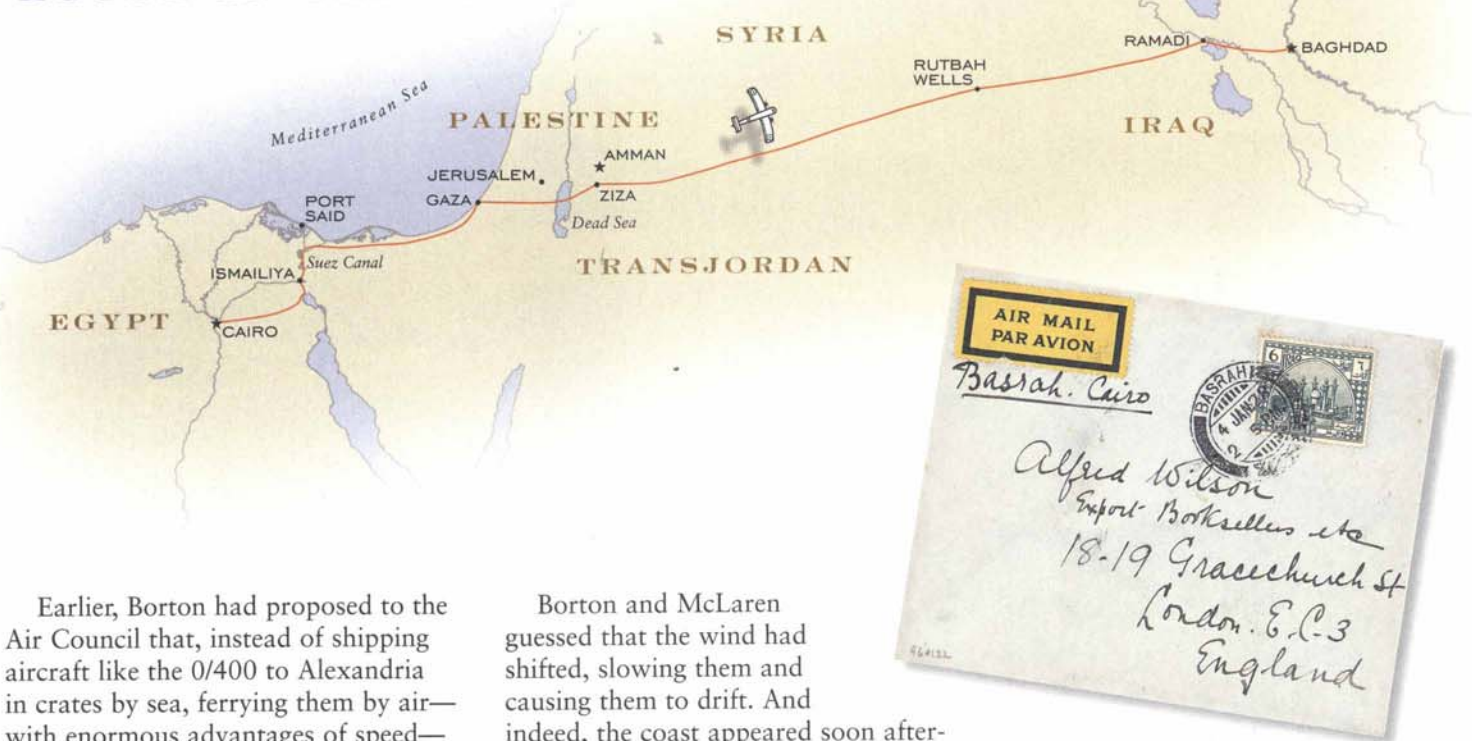 SYRIA
RAMADI
BAGHDAD
RUTBAH
WELLS
Mediterranean Sea
PALESTINE
IRAQ
AMMAN
JERUSALEM
GAZA
ZIZA
PORT
SAID
Dead Sea
Suez Canal
ISMAILIYA
TRANSJORDAN
EGYPT
CAIRO
AIR MAIL
PAR AVION
Basrah. Cairo
6
BASRAH
4 JAN
Alfred Wilson
Export Booksellers etc
18-19 Gracechurch St
London. E.C-3
England
Earlier, Borton had proposed to the
Air Council that, instead of shipping
aircraft like the 0/400 to Alexandria
in crates by sea, ferrying them by air—
with enormous advantages of speed—
Borton and McLaren
guessed that the wind had
shifted, slowing them and
causing them to drift. And
indeed, the coast appeared soon after-